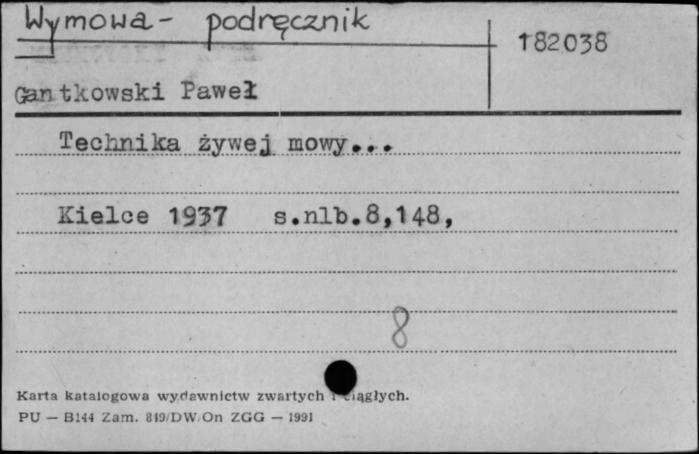 Wymowa - podręcznik
182038
Gantkowski Paweł
Technika żywej mowy...
Kielce 1937 s.nlb.8,148,
8
Karta katalogowa wydawnictw zwartych i ciągłych.
PU — B144 Zam. 819/DW/On ZGG — 1991